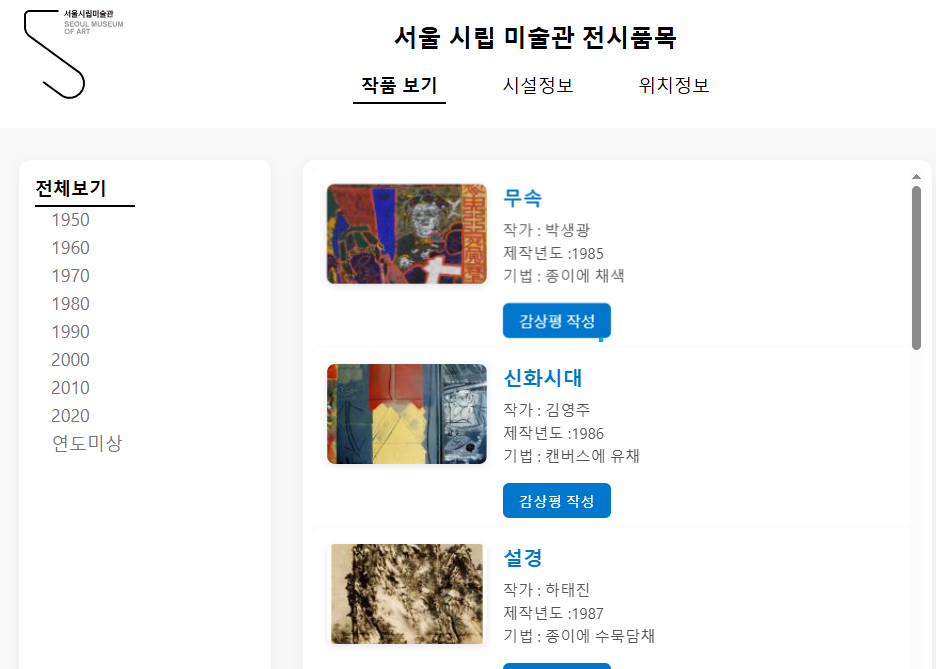 서울시립미술관
SEOUL MUSEUM
OF ART
서울 시립 미술관 전시품목
작품 보기
시설정보
위치정보
전체보기
1950
1960
1970
1980
1990
2000
2010
2020
연도미상
무속
작가 : 박생광
제작년도 :1985
기법 : 종이에 채색
감상평 작성
신화시대
작가 : 김영주
제작년도 :1986
기법 : 캔버스에 유채
감상평 작성
설경
작가 : 하태진
제작년도 :1987
기법 : 종이에 수묵담채